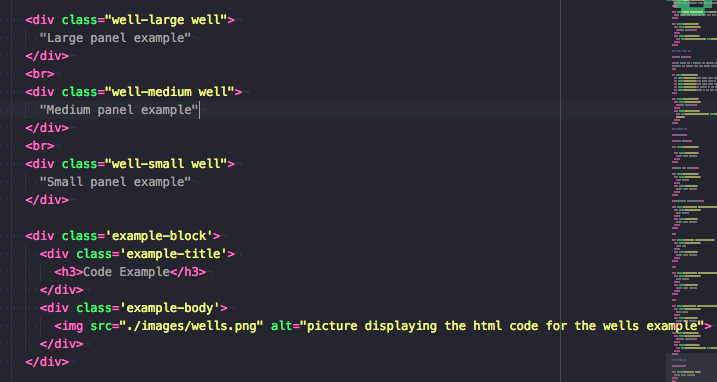 <div class="well-large well">
"Large panel example"
</div>
<br>
<div class="well-medium well">
"Medium panel example"
</div>
<br>
<div class="well-small well">
"Small panel example"
</div>
<div class='example-block'>
<div class='example-title'>
<h3>Code Example</h3>
</div>
<div class='example-body'>
<img src="./images/wells.png" alt="picture displaying the html code for the wells example">
</div>
</div>